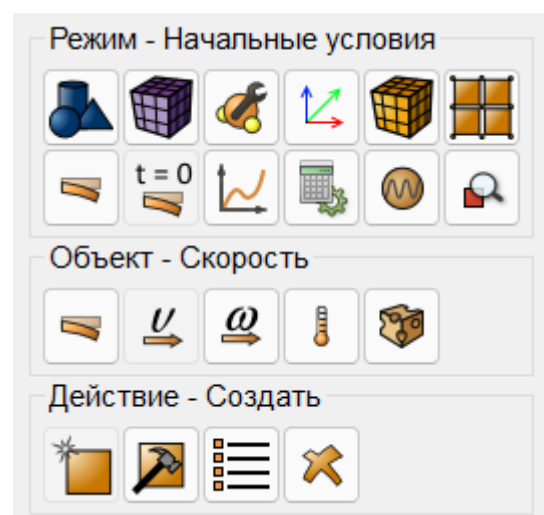 Режим - Начальные условия
t = 0
Объект - Скорость
υ ω
Действие - Создать